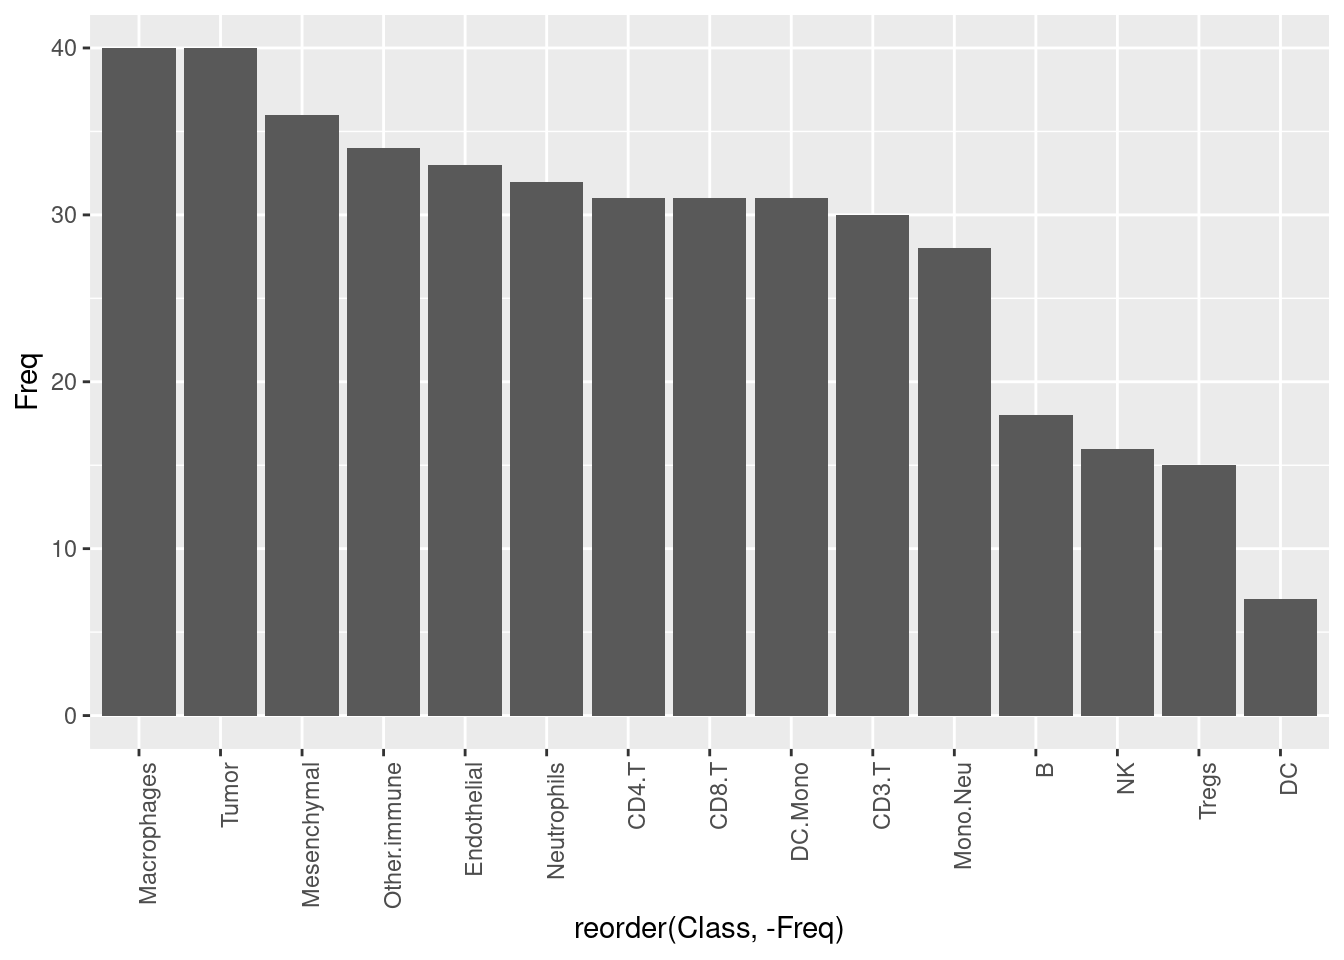 40
30
20
10
0
Freq
Macrophages
Tumor
Mesenchymal
Other.immune
Endothelial
Neutrophils
CD4.T
CD8.T
DC.Mono
CD3.T
Mono.Neu
B
NK
Tregs
DC
reorder(Class, -Freq)